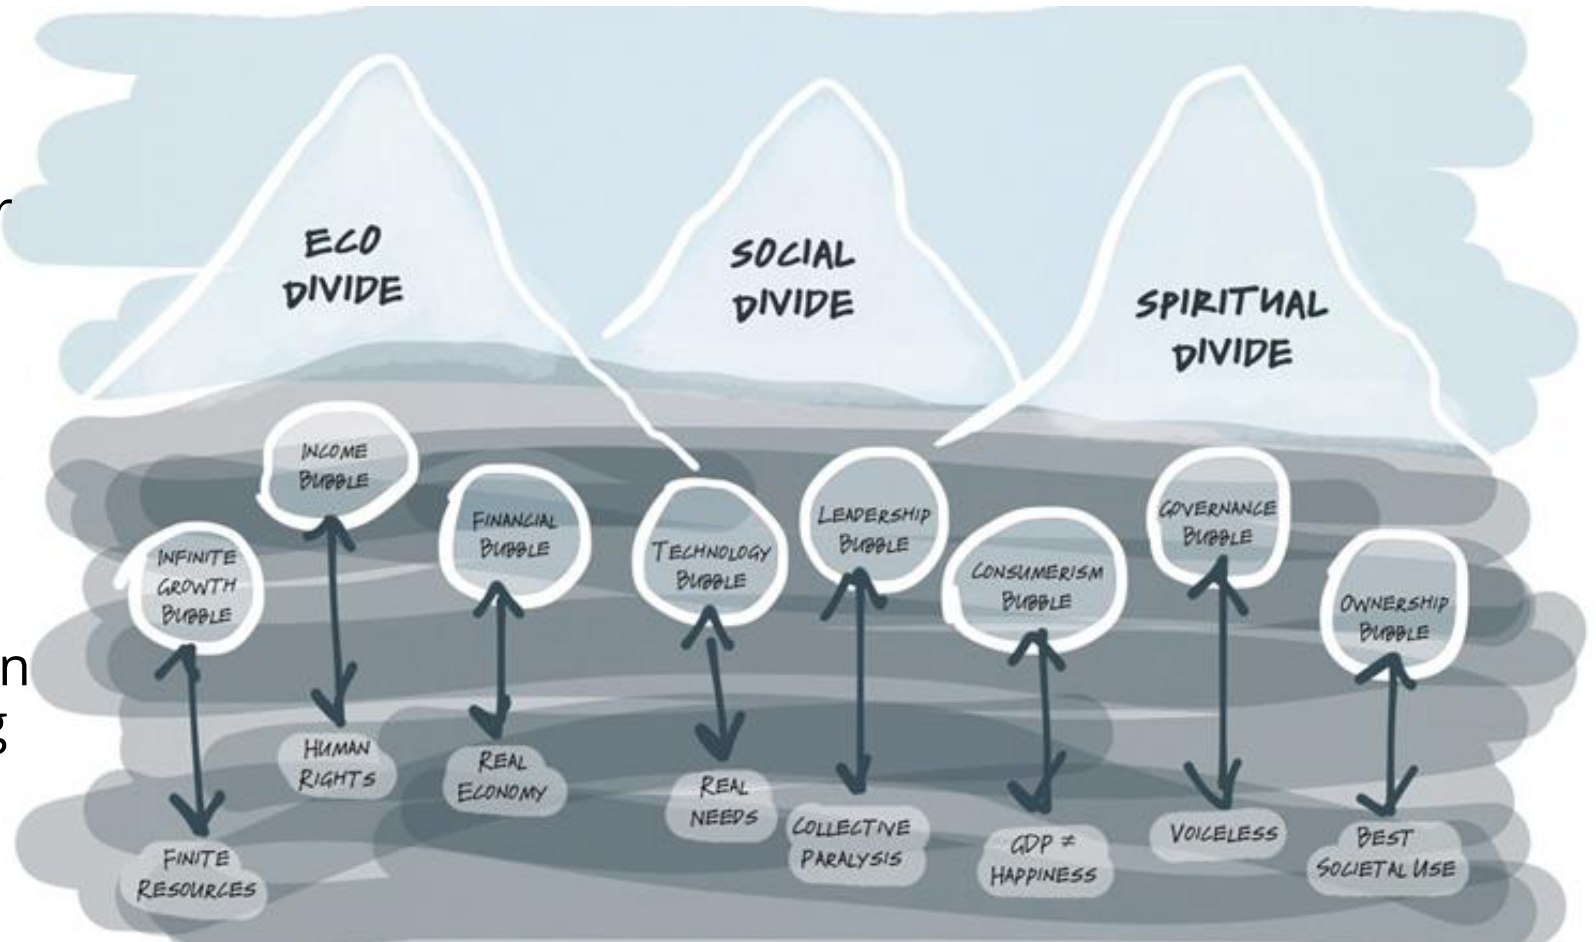 r
n
g
ECO
DIVIDE
SOCIAL
DIVIDE
SPIRITUAL
DIVIDE
INFINITE
GROWTH
BUBBLE
INCOME
BUBBLE
FINANCIAL
BUBBLE
TECHNOLOGY
BUBBLE
LEADERSHIP
BUBBLE
CONSUMERISM
BUBBLE
GOVERNANCE
BUBBLE
OWNERSHIP
BUBBLE
FINITE
RESOURCES
HUMAN
RIGHTS
REAL
ECONOMY
REAL
NEEDS
COLLECTIVE
PARALYSIS
GDP ≠
HAPPINESS
VOICELESS
BEST
SOCIETAL USE